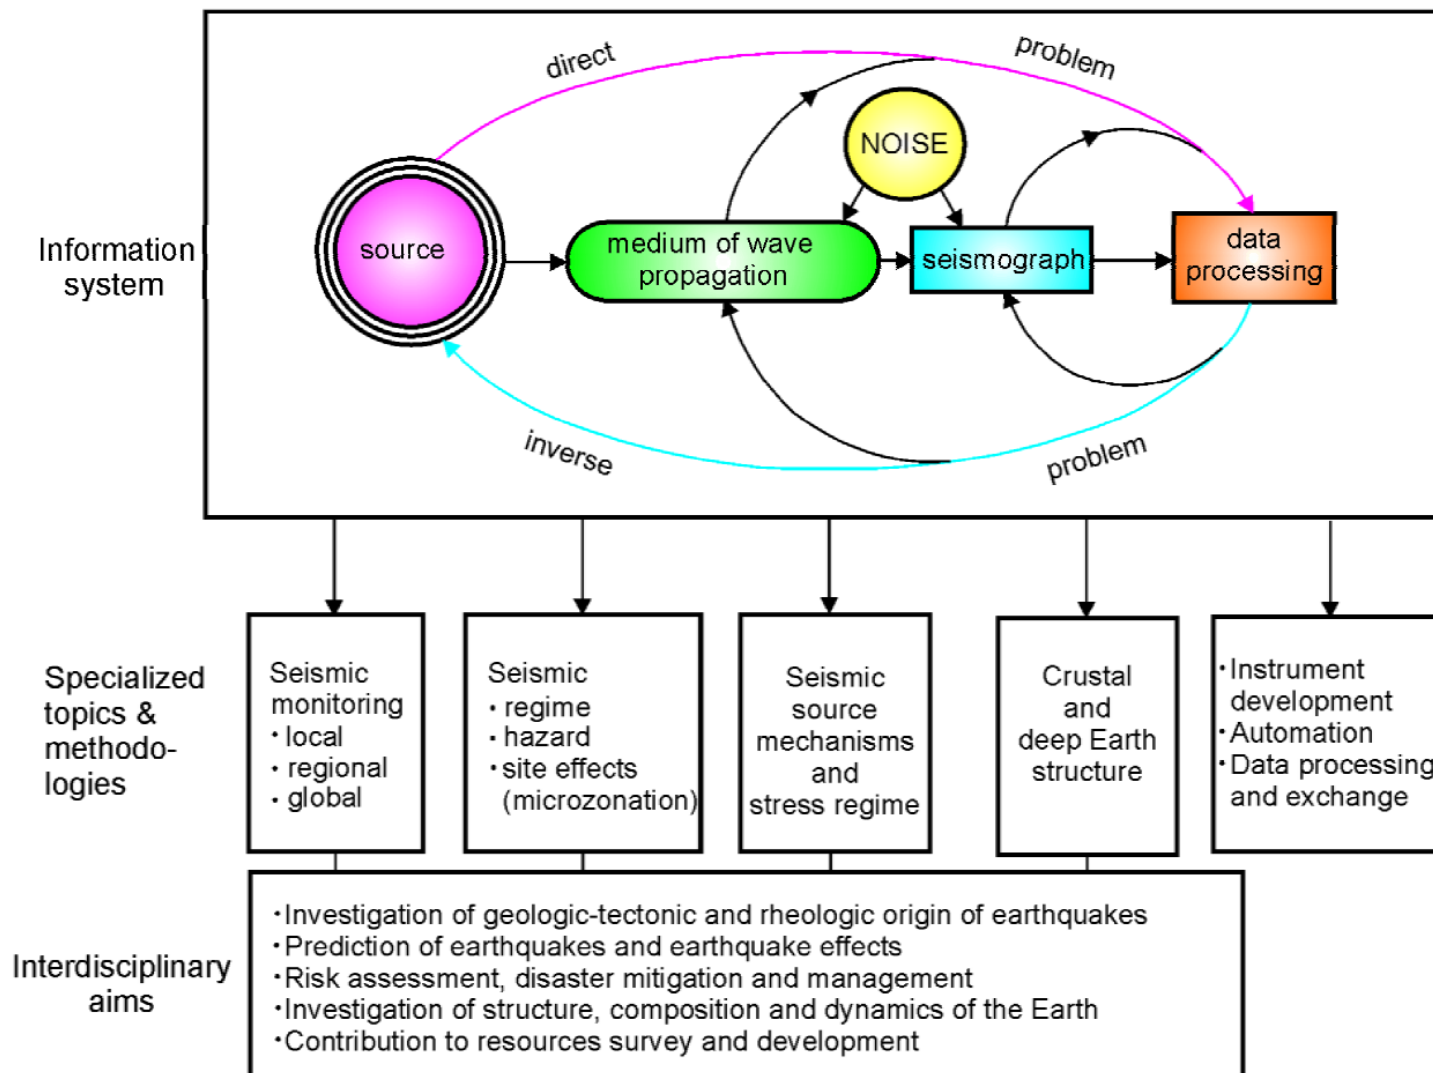 direct
problem
NOISE
Information
system
source
medium of wave
propagation
seismograph
data
processing
inverse
problem
Specialized
topics &
methodo-
logies
Seismic
monitoring
· local
· regional
· global
Seismic
· regime
· hazard
· site effects
(microzonation)
Seismic
source
mechanisms
and
stress regime
Crustal
and
deep Earth
structure
· Instrument
development
· Automation
· Data processing
and exchange
Interdisciplinary
aims
· Investigation of geologic-tectonic and rheologic origin of earthquakes
· Prediction of earthquakes and earthquake effects
· Risk assessment, disaster mitigation and management
· Investigation of structure, composition and dynamics of the Earth
· Contribution to resources survey and development